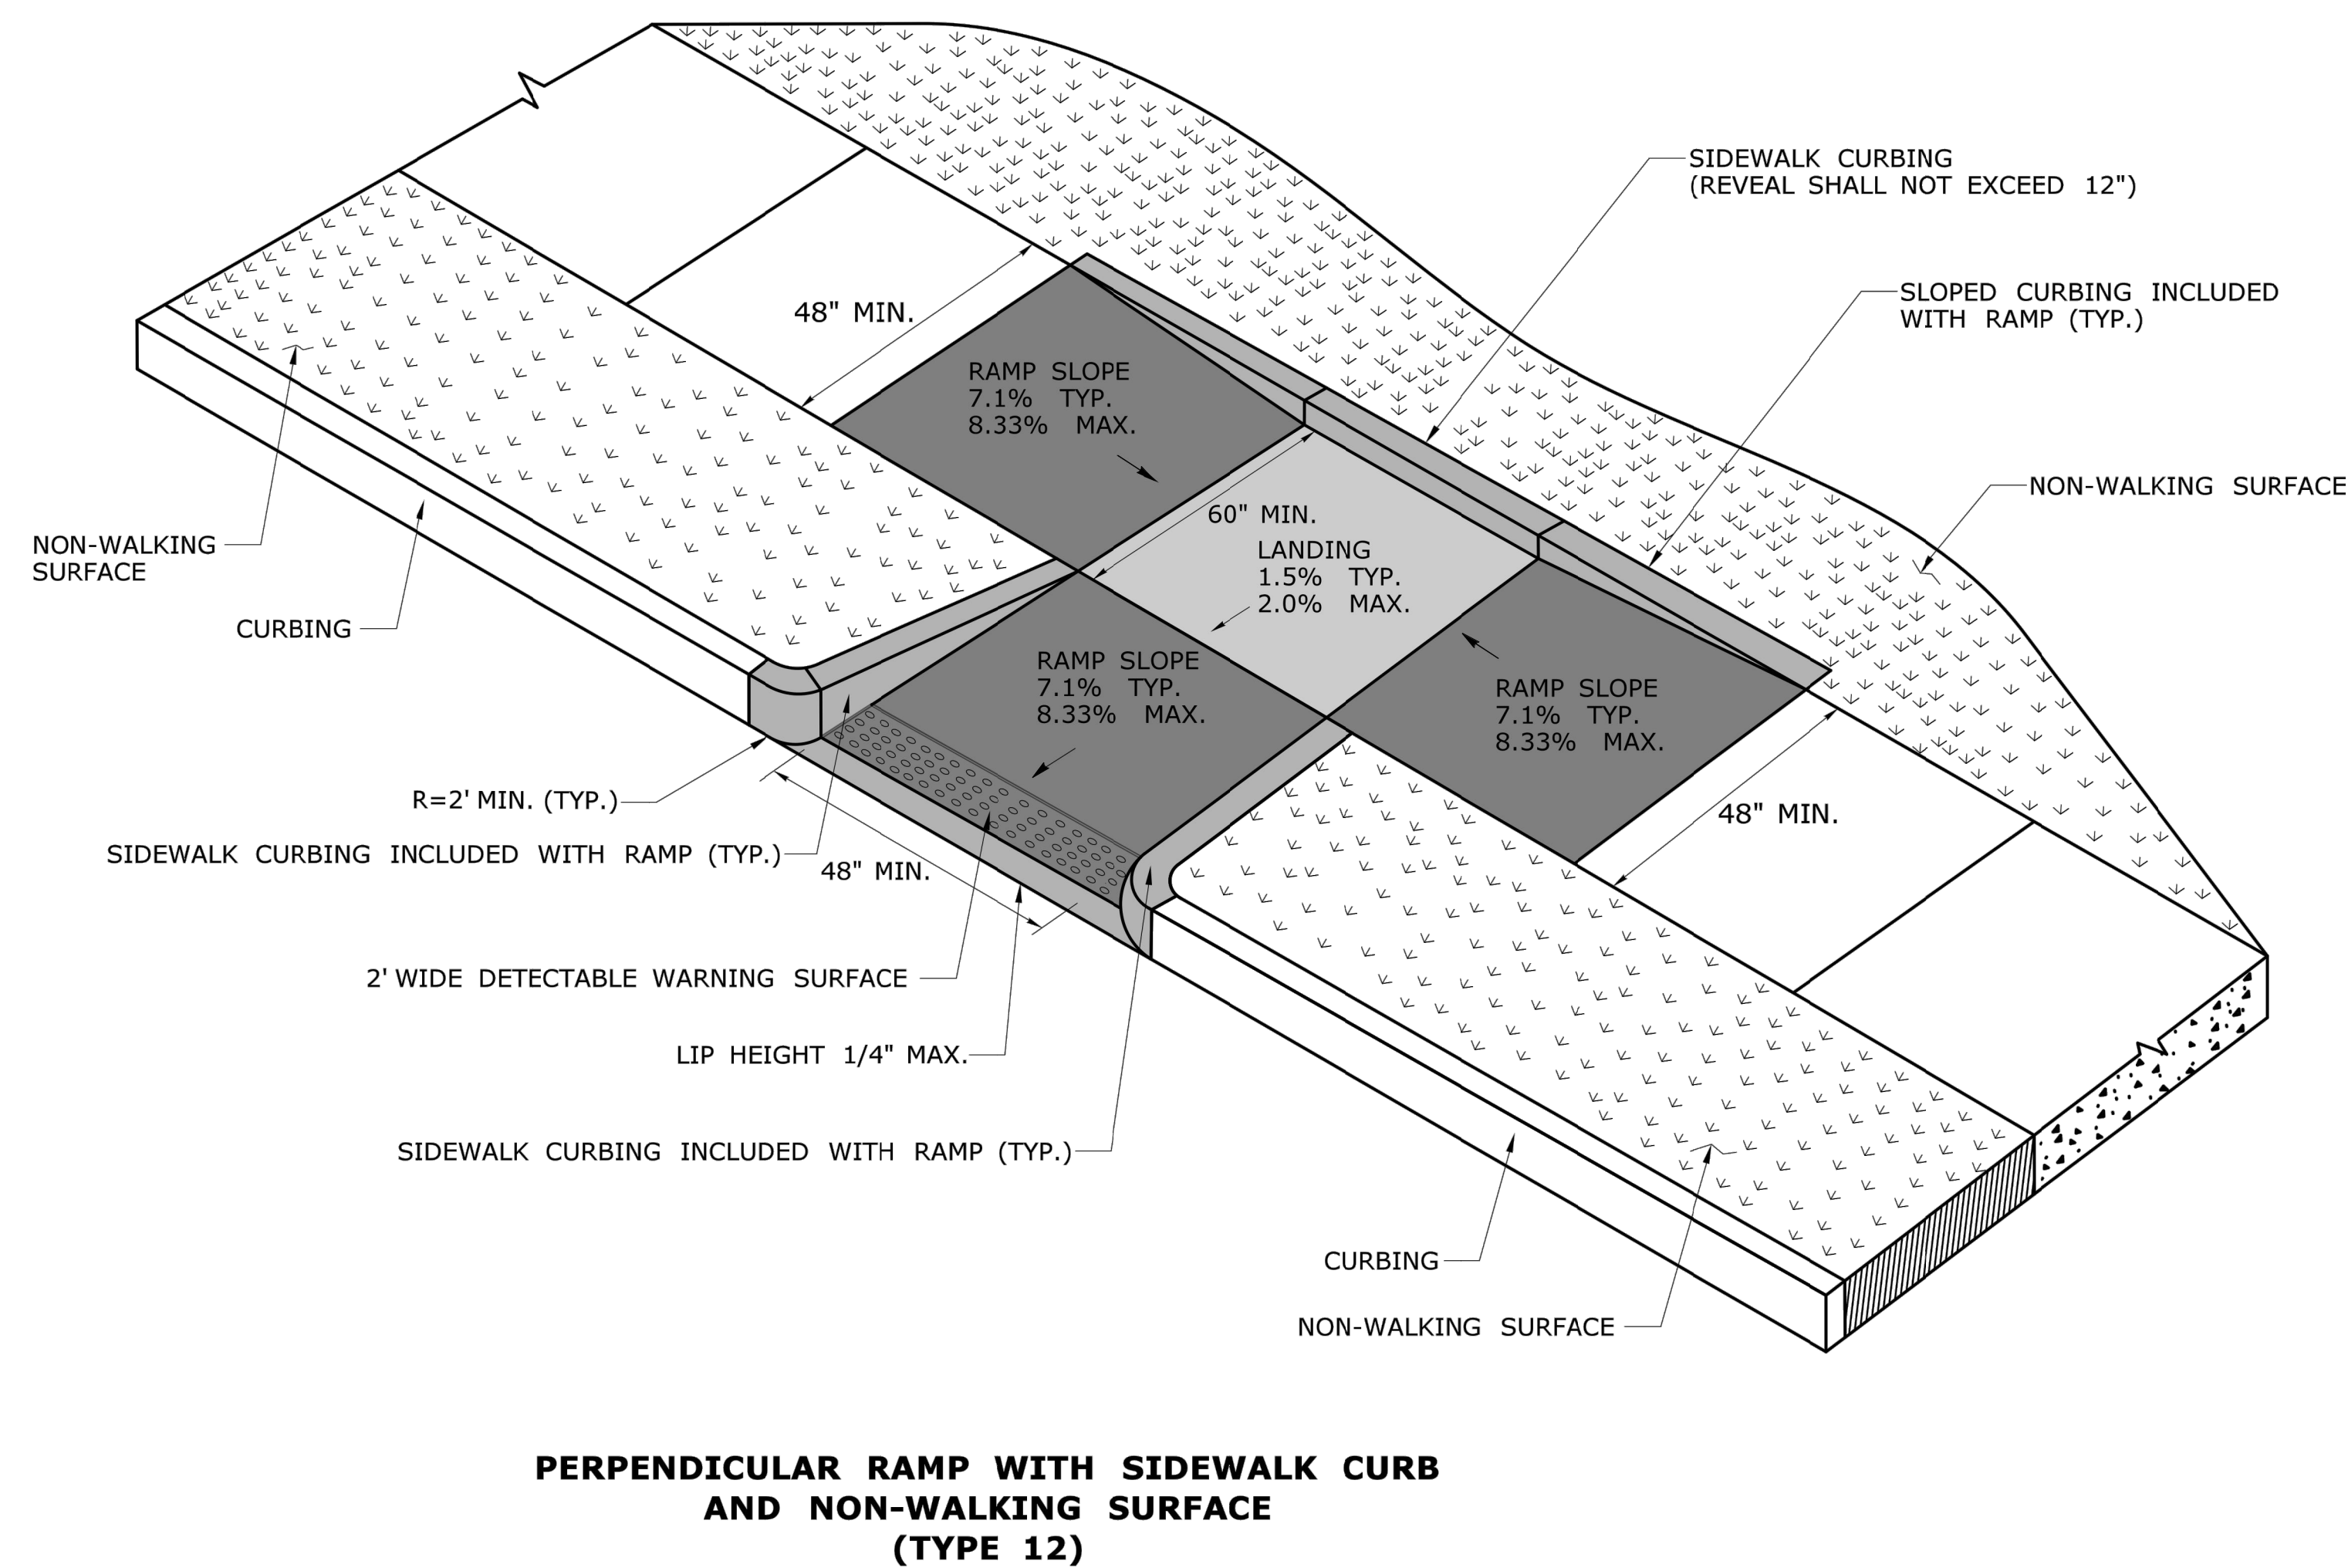 SIDEWALK CURBING
(REVEAL SHALL NOT EXCEED 12")
SLOPED CURBING INCLUDED
WITH RAMP (TYP.)
48" MIN.
RAMP SLOPE
7.1% TYP.
8.33% MAX.
NON-WALKING SURFACE
60" MIN.
LANDING
1.5% TYP.
2.0% MAX.
NON-WALKING
SURFACE
CURBING
RAMP SLOPE
7.1% TYP.
8.33% MAX.
RAMP SLOPE
7.1% TYP.
8.33% MAX.
R=2' MIN. (TYP.)
48" MIN.
SIDEWALK CURBING INCLUDED WITH RAMP (TYP.)
48" MIN.
2' WIDE DETECTABLE WARNING SURFACE
LIP HEIGHT 1/4" MAX.
SIDEWALK CURBING INCLUDED WITH RAMP (TYP.)
CURBING
NON-WALKING SURFACE
PERPENDICULAR RAMP WITH SIDEWALK CURB
AND NON-WALKING SURFACE
(TYPE 12)